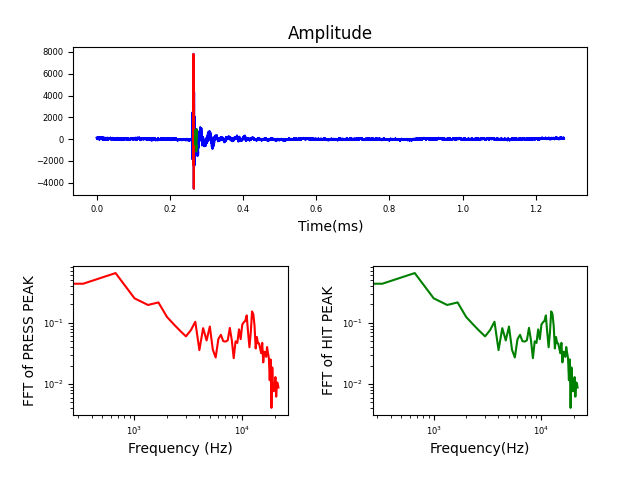 Amplitude
8000
6000
4000
2000
0
−2000
−4000
0.0 0.2 0.4 0.6 0.8 1.0 1.2
Time(ms)
FFT of PRESS PEAK
10⁻¹
10⁻²
10³ 10⁴
Frequency (Hz)
FFT of HIT PEAK
10⁻¹
10⁻²
10³ 10⁴
Frequency(Hz)